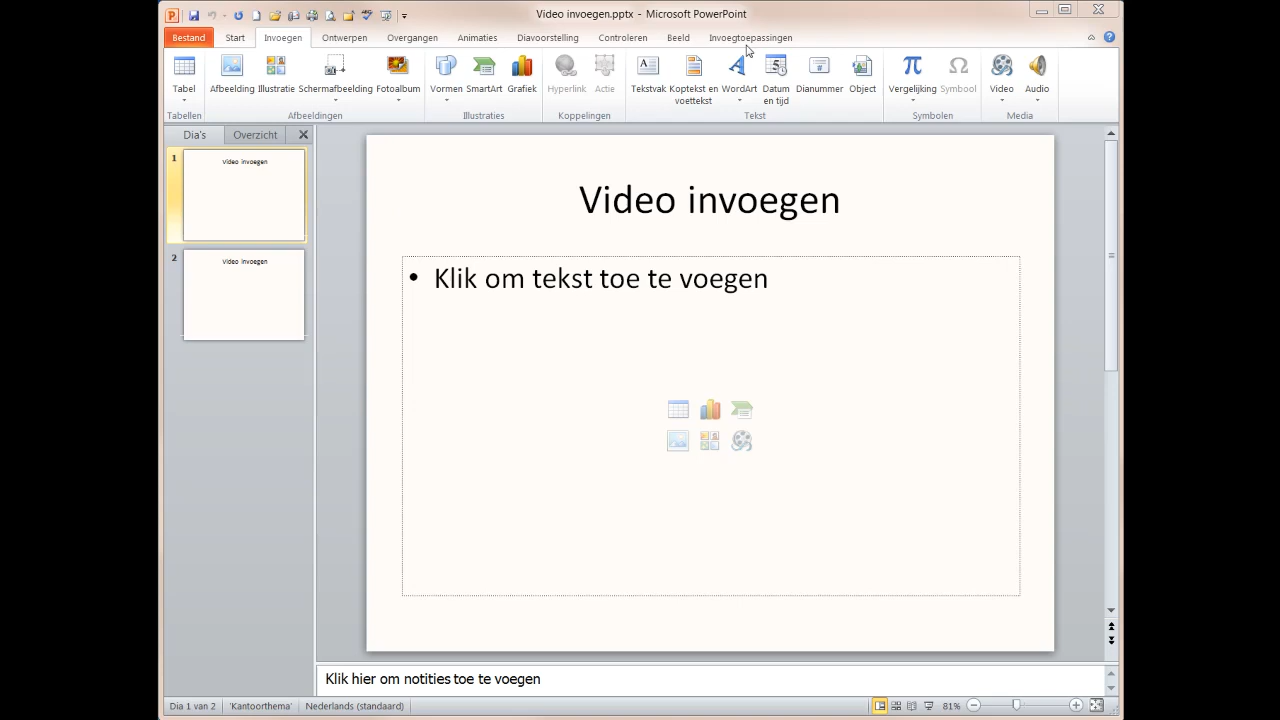 Video invoegen.pptx - Microsoft PowerPoint
Bestand Start Invoegen Ontwerpen Overgangen Animaties Diavoorstelling Controleren Beeld Invoegtoepassingen
Tabel Afbeelding Illustratie Schermafbeelding Fotoalbum Vormen SmartArt Grafiek Hyperlink Actie Tekstvak Koptekst en voettekst WordArt Datum en tijd Dianummer Object Vergelijking Symbool Video Audio
Tabellen Afbeeldingen Illustraties Koppelingen Tekst Symbolen Media
Dia's Overzicht
1
Video invoegen
2
Video invoegen
Video invoegen
• Klik om tekst toe te voegen
Klik hier om notities toe te voegen
Dia 1 van 2 'Kantoorthema' Nederlands (standaard) 81%